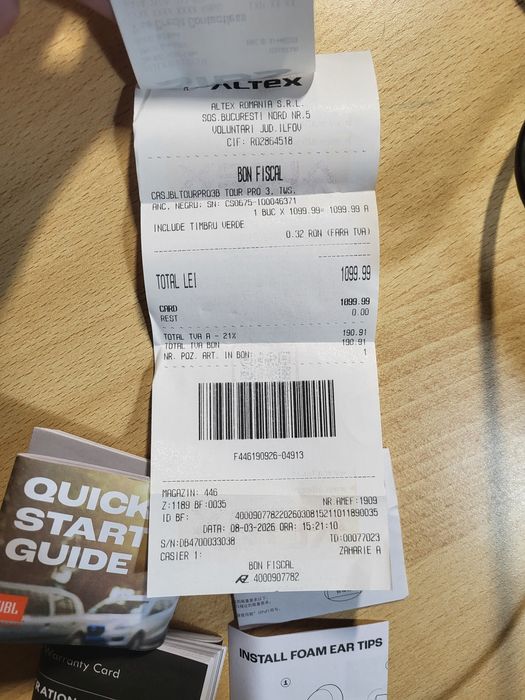 ALTEX
ALTEX ROMANIA S.R.L.
SOS.BUCURESTI NORD NR.5
VOLUNTARI JUD.ILFOV
CIF: RO2864518
BON FISCAL
CASJBLTOURPRO3B TOUR PRO 3, TWS,
ANC, NEGRU; SN: CS0675-100046371
1 BUC X 1099.99= 1099.99 A
INCLUDE TIMBRU VERDE
0.32 RON (FARA TVA)
TOTAL LEI 1099.99
CARD 1099.99
REST 0.00
TOTAL TVA A - 21% 190.91
TOTAL TVA BON 190.91
NR. POZ. ART. IN BON: 1
F446190926-04913
MAGAZIN: 446
Z:1189 BF:0035 NR AMEF:1909
ID BF: 40009077822026030815211011890035
DATA: 08-03-2026 ORA: 15:21:10
S/N:DB4700033038 TD:00077023
CASIER 1: ZAHARIE A
BON FISCAL
4000907782
QUICK
START
GUIDE
JBL
Warranty Card
INSTALL FOAM EAR TIPS
1